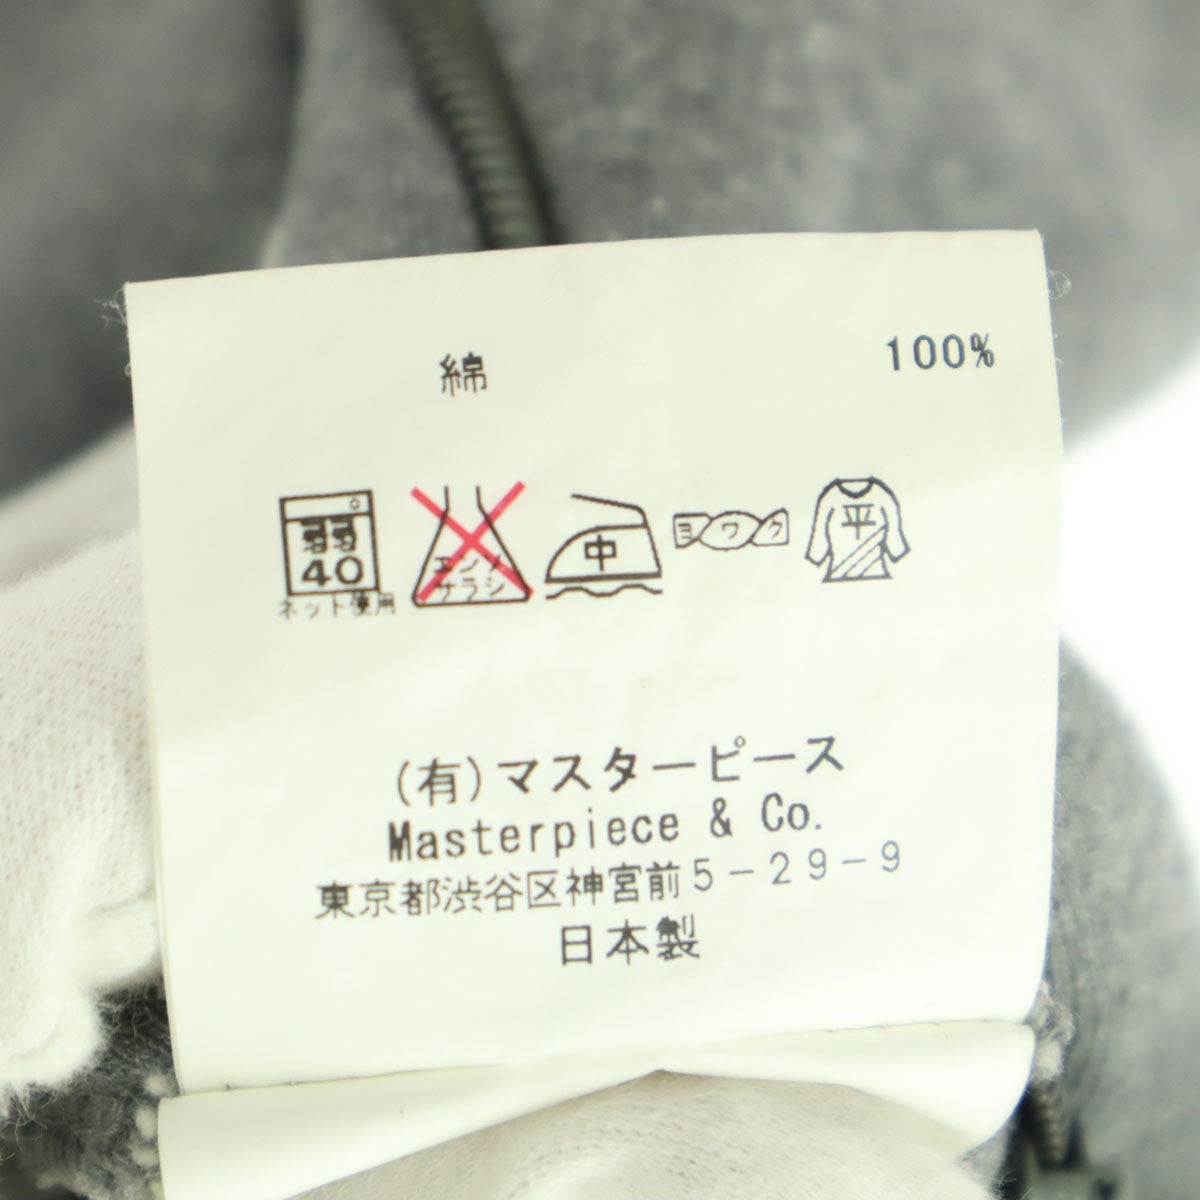 綿 100%
弱 中 ヨワク 平
40 エンソ
サラシ
ネット使用
(有)マスターピース
Masterpiece & Co.
東京都渋谷区神宮前5-29-9
日本製